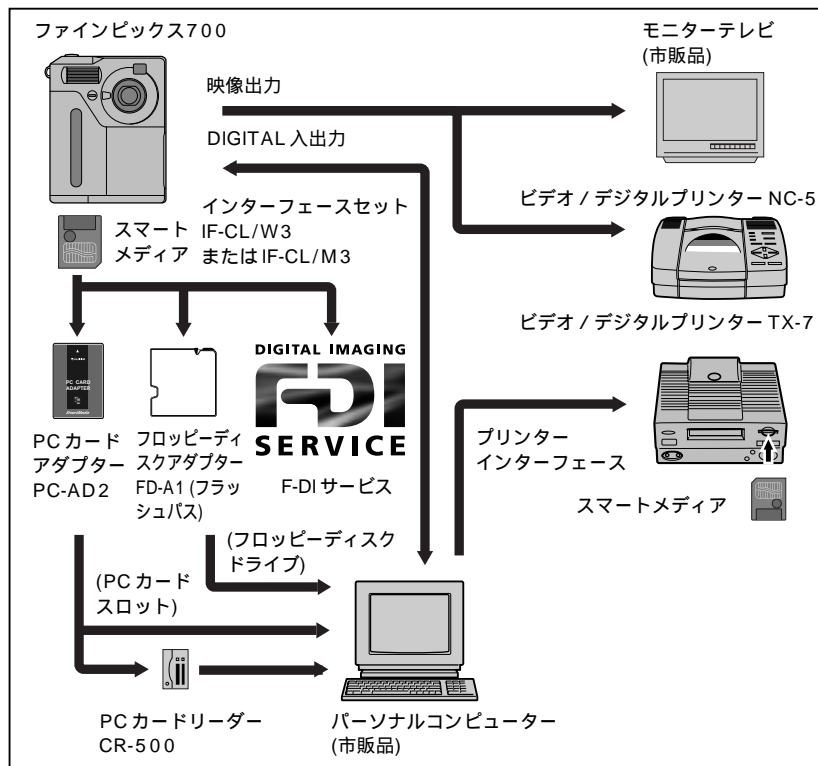 ファインピックス700
モニターテレビ
(市販品)
映像出力
DIGITAL 入出力
ビデオ / デジタルプリンター NC-5
スマート
メディア
インターフェースセット
IF-CL/W3
または IF-CL/M3
ビデオ / デジタルプリンター TX-7
PC CARD
ADAPTER
DIGITAL IMAGING
FDI
SERVICE
PC カード
アダプター
PC-AD2
フロッピーディ
スクアダプター
FD-A1 (フラッ
シュパス)
F-DI サービス
プリンター
インターフェース
スマートメディア
(フロッピーディスク
ドライブ)
(PC カード
スロット)
PC カードリーダー
CR-500
パーソナルコンピューター
(市販品)